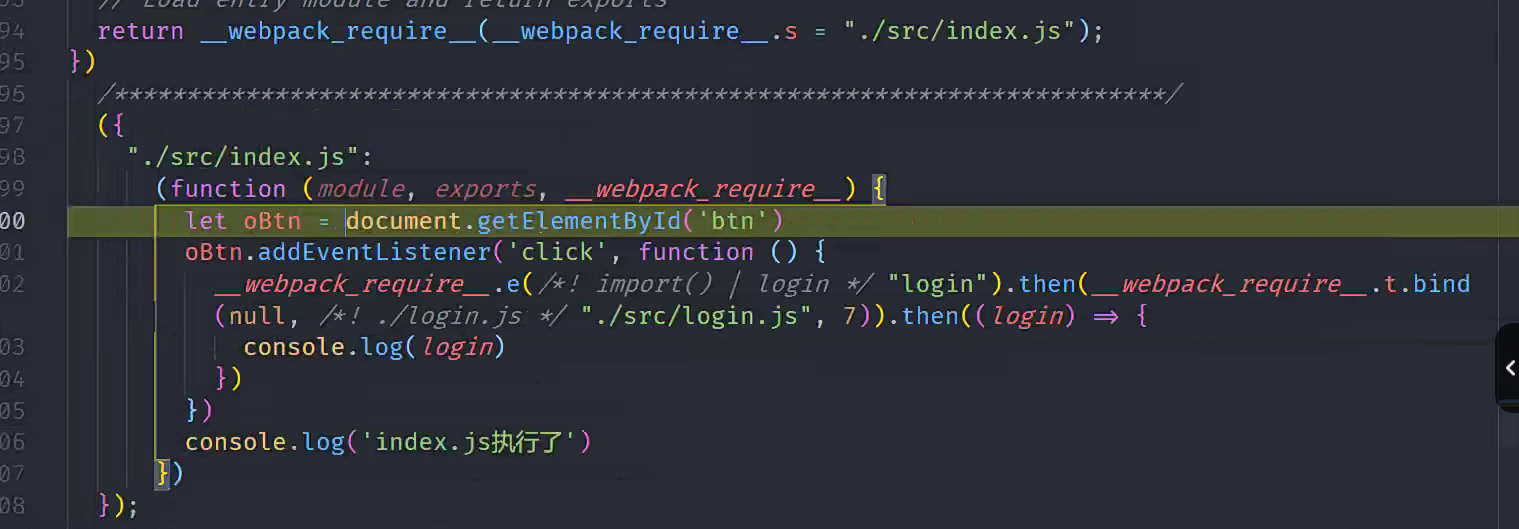 93 // Load entry module and return exports
94 return __webpack_require__(__webpack_require__.s = "./src/index.js");
95 })
95 /*************************************************************************/
97 ({
98 "./src/index.js":
99 (function (module, exports, __webpack_require__) {
00 let oBtn = document.getElementById('btn')
01 oBtn.addEventListener('click', function () {
02 __webpack_require__.e(/*! import() | login */ "login").then(__webpack_require__.t.bind
(null, /*! ./login.js */ "./src/login.js", 7)).then((login) => {
03 console.log(login)
04 })
05 })
06 console.log('index.js执行了')
07 })
08 });